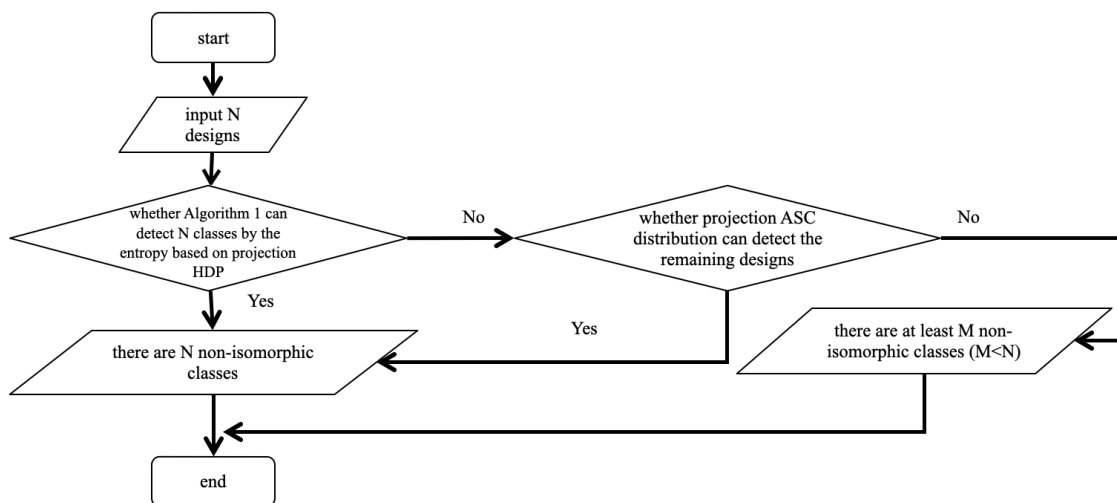 start
input N
designs
whether Algorithm 1 can
detect N classes by the
entropy based on projection
HDP
No
whether projection ASC
distribution can detect the
remaining designs
No
Yes
Yes
there are N non-isomorphic
classes
there are at least M non-
isomorphic classes (M<N)
end